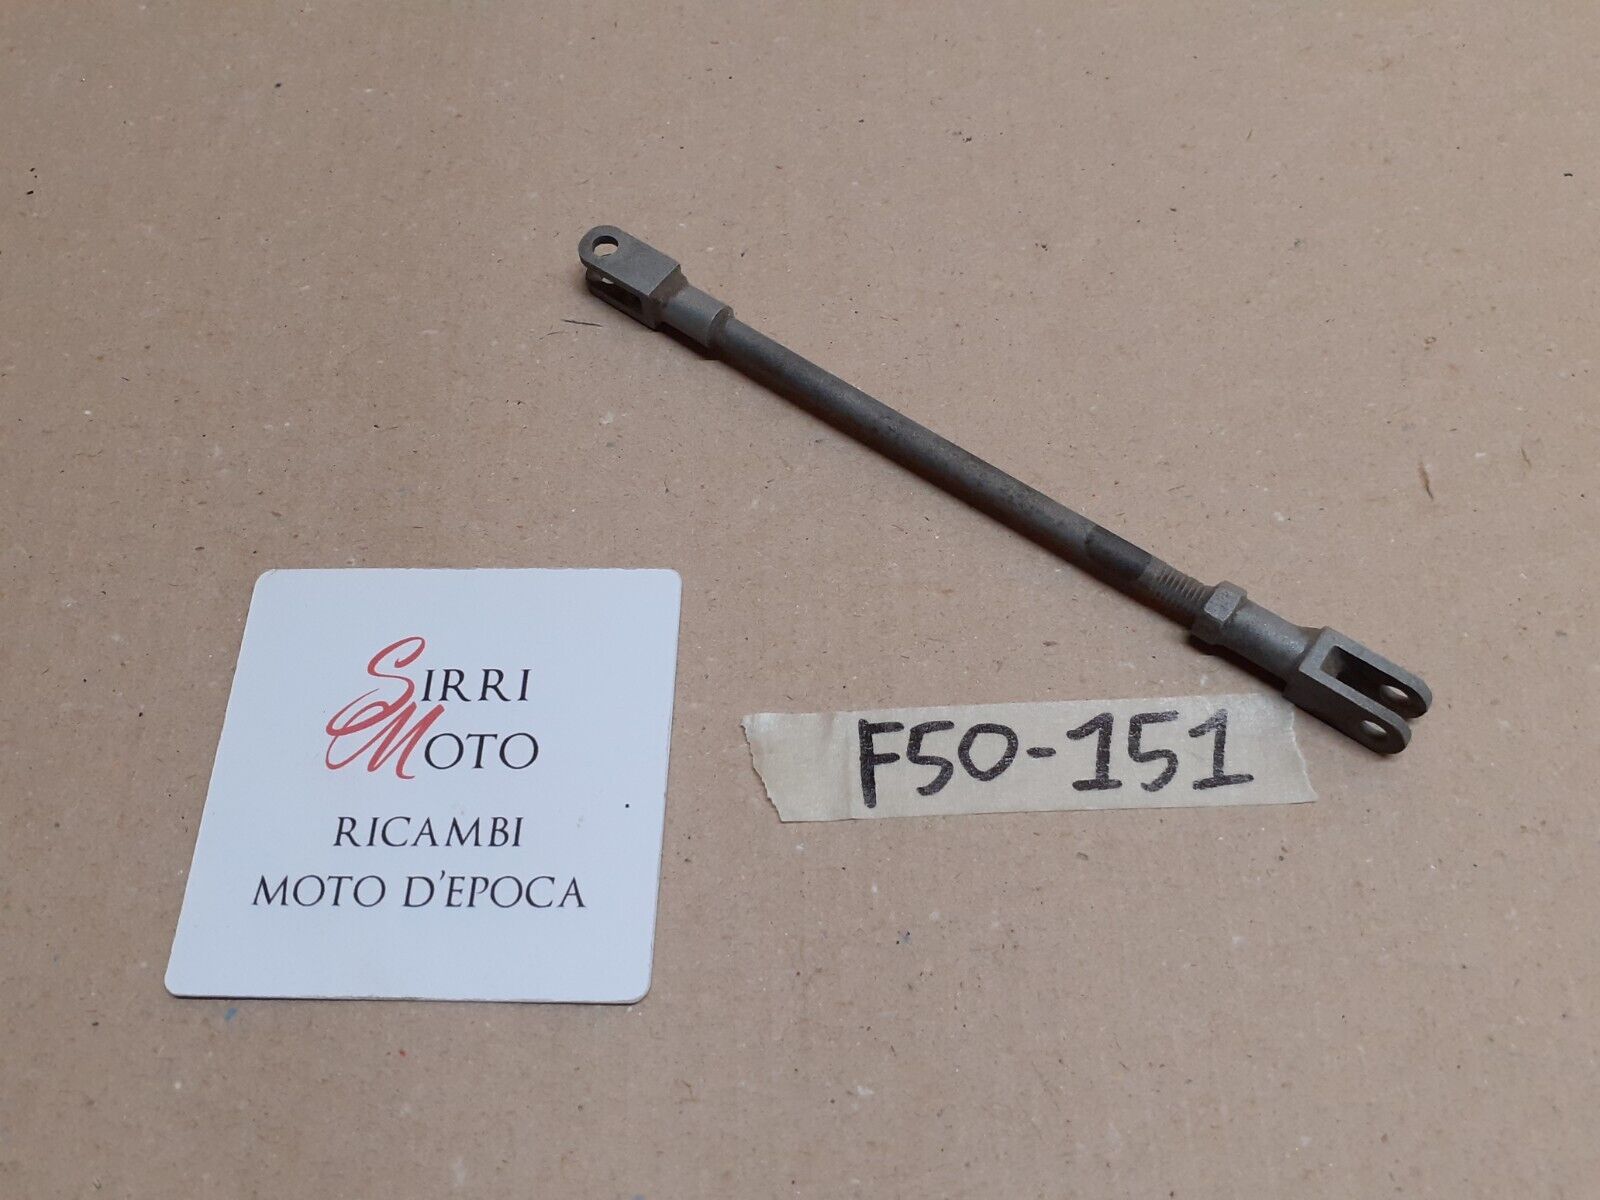 SIRRI
MOTO
RICAMBI
MOTO D'EPOCA
F50-151